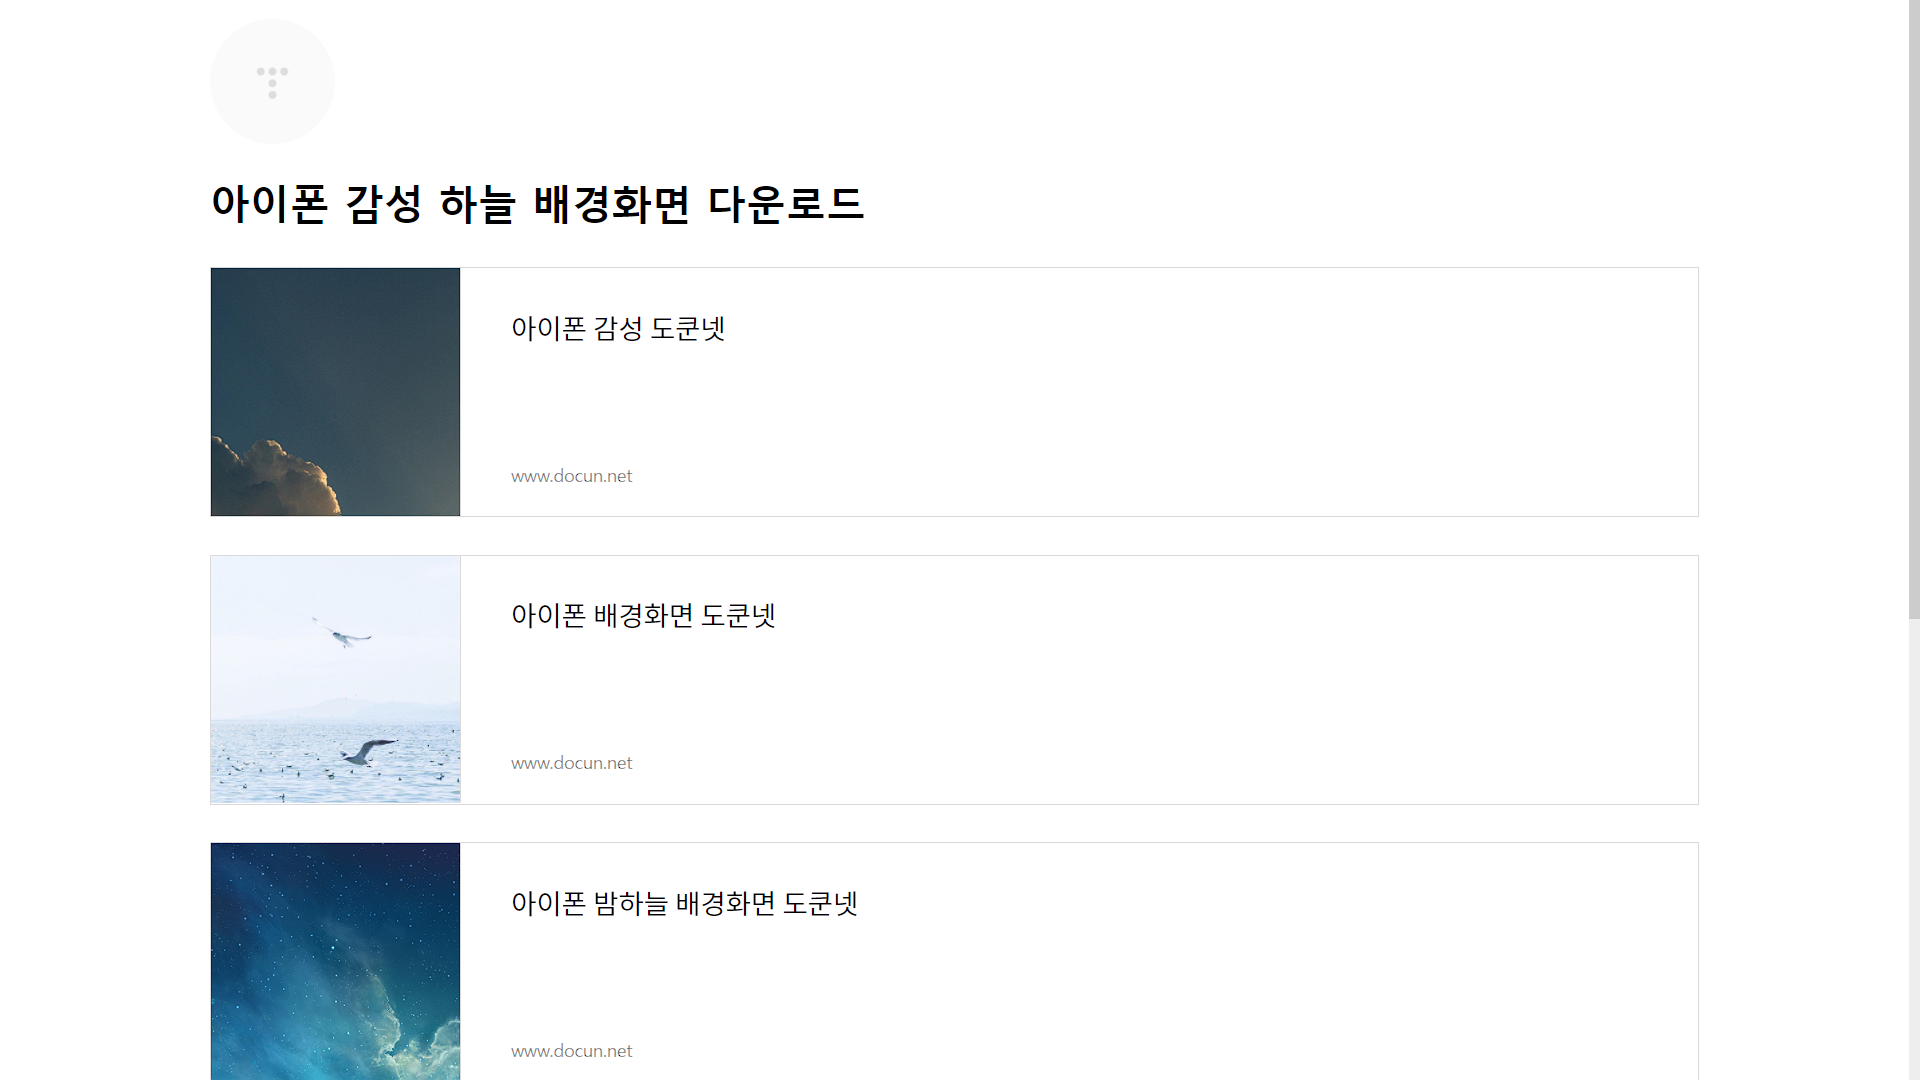 아이폰 감성 하늘 배경화면 다운로드
아이폰 감성 도쿤넷
www.docun.net
아이폰 배경화면 도쿤넷
www.docun.net
아이폰 밤하늘 배경화면 도쿤넷
www.docun.net